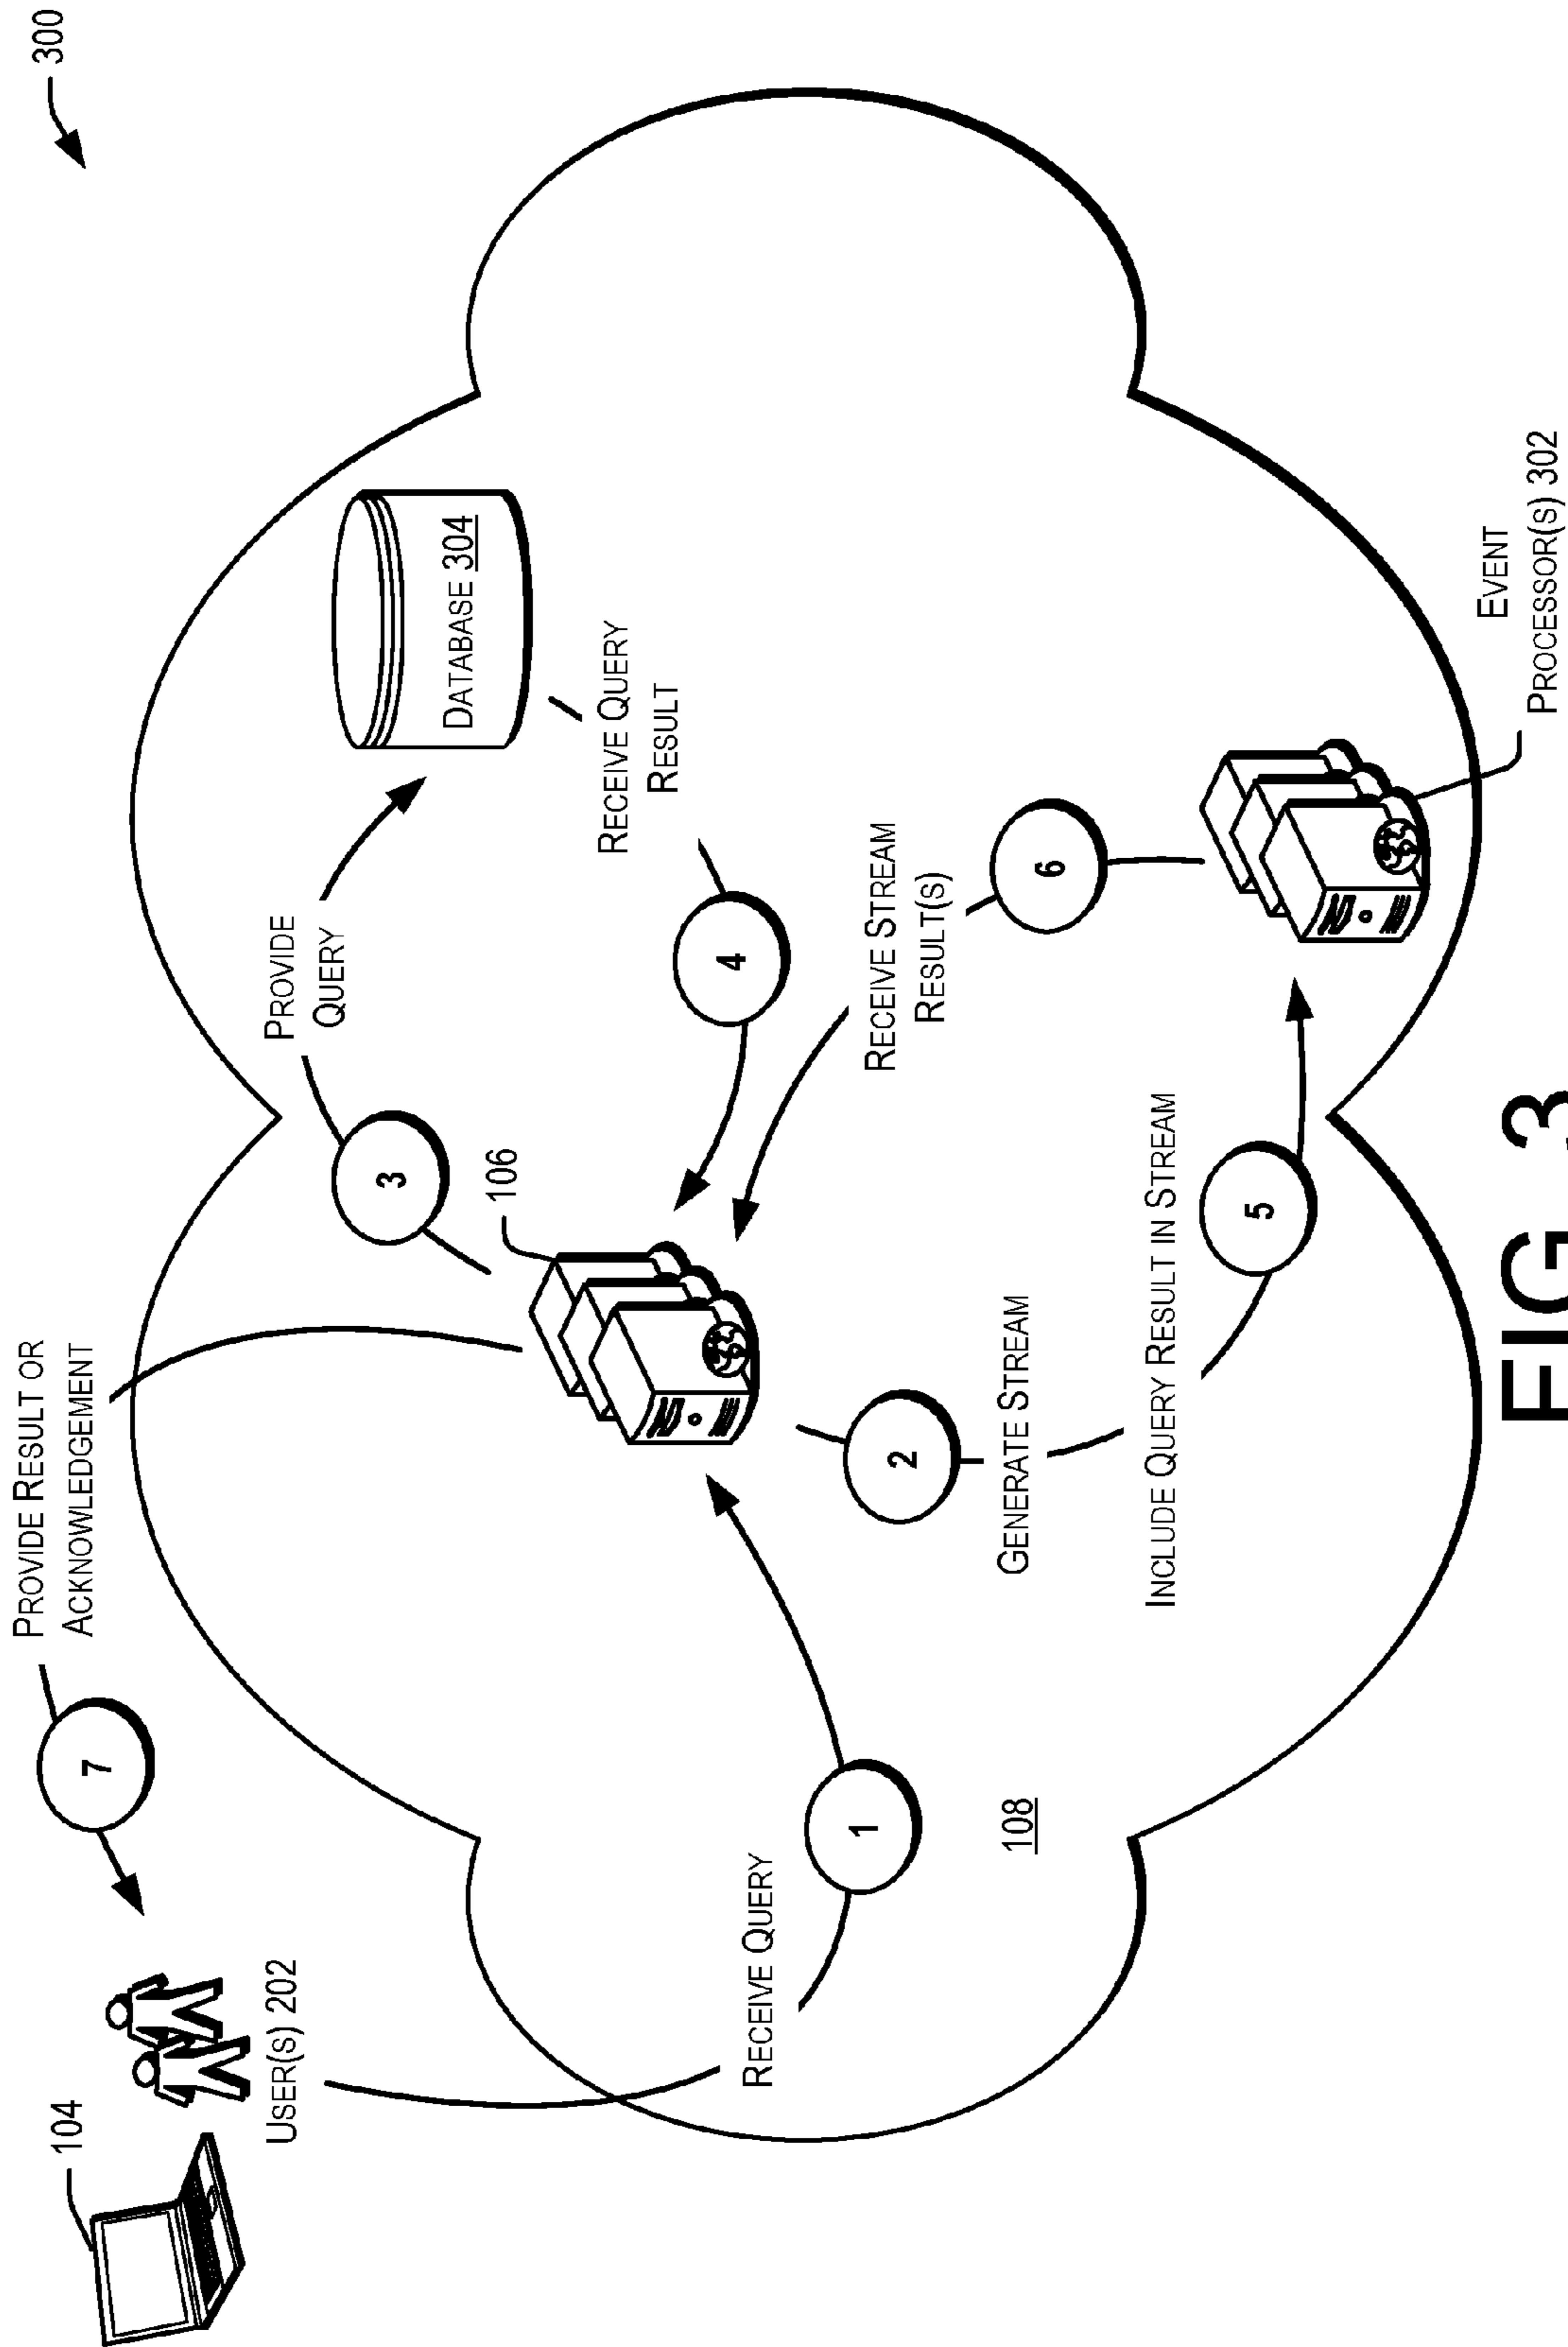 300
104
USER(S) 202
7
PROVIDE RESULT OR
ACKNOWLEDGEMENT
3
PROVIDE
QUERY
DATABASE 304
106
RECEIVE QUERY
RESULT
4
RECEIVE QUERY
1
108
2
GENERATE STREAM
RECEIVE STREAM
RESULT(S)
6
INCLUDE QUERY RESULT IN STREAM
5
EVENT
PROCESSOR(S) 302
FIG. 3